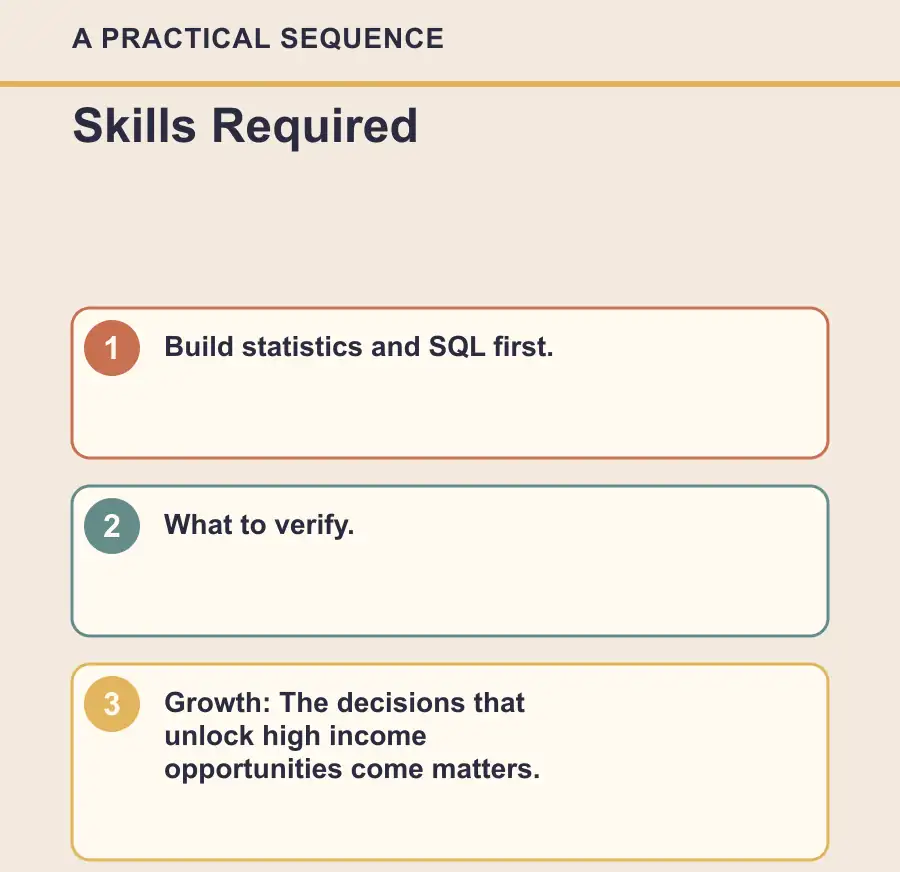 A PRACTICAL SEQUENCE
Skills Required
1
Build statistics and SQL first.
2
What to verify.
3
Growth: The decisions that
unlock high income
opportunities come matters.